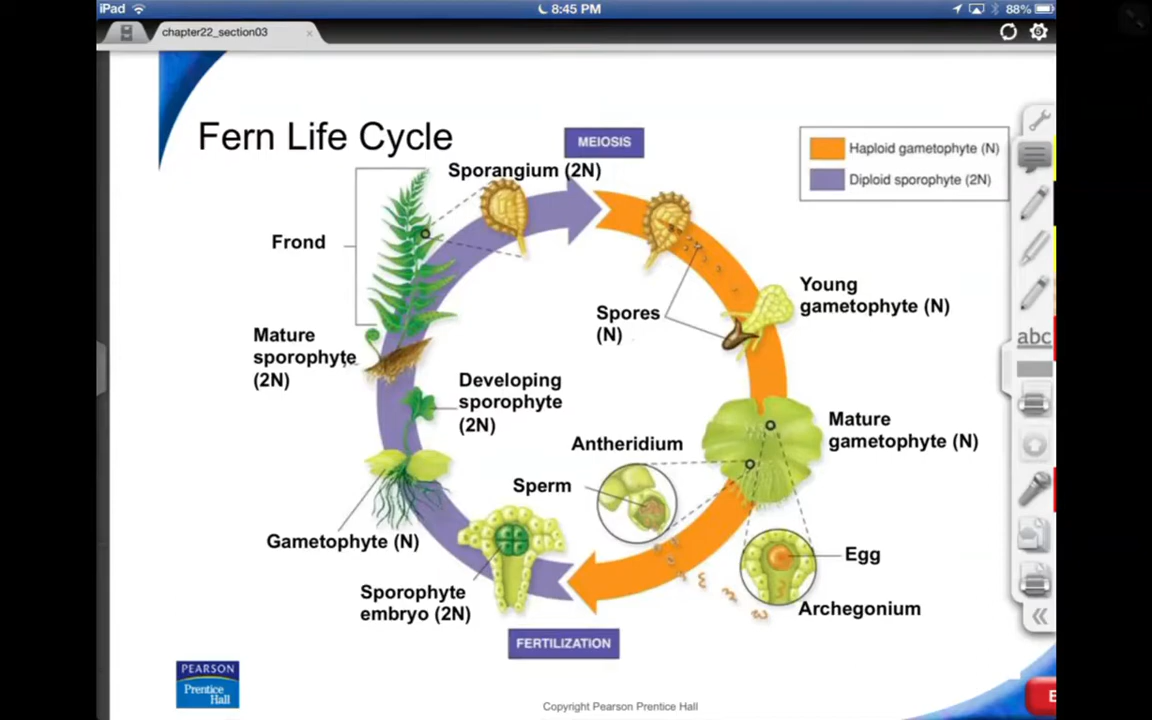 iPad
8:45 PM
88%
chapter22_section03
Fern Life Cycle
MEIOSIS
Haploid gametophyte (N)
Diploid sporophyte (2N)
Sporangium (2N)
Frond
Young
gametophyte (N)
Spores
(N)
abc
Mature
sporophyte
(2N)
Developing
sporophyte
(2N)
Mature
gametophyte (N)
Antheridium
Sperm
Gametophyte (N)
Egg
Sporophyte
embryo (2N)
Archegonium
FERTILIZATION
PEARSON
Prentice
Hall
Copyright Pearson Prentice Hall